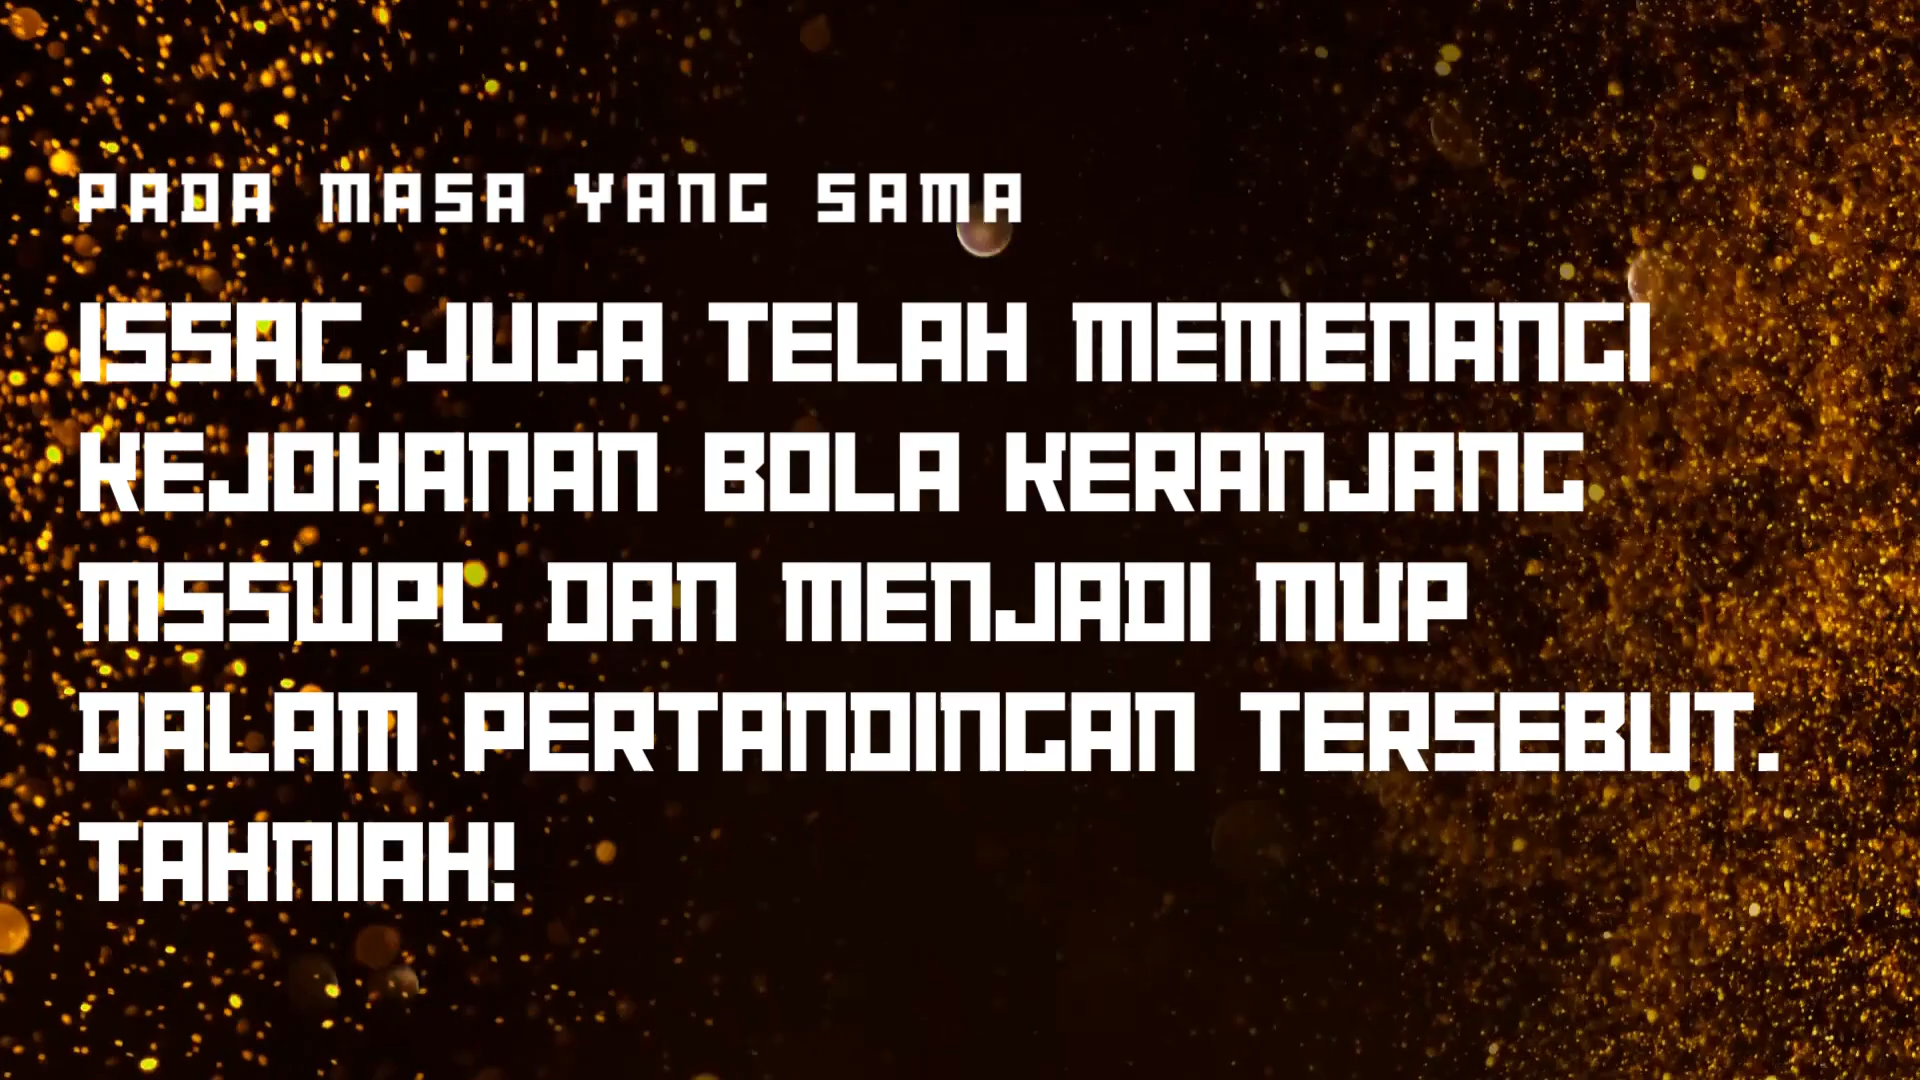 PADA MASA YANG SAMA
ISSAC JUGA TELAH MEMENANGI
KEJOHANAN BOLA KERANJANG
MSSWPL DAN MENJADI MVP
DALAM PERTANDINGAN TERSEBUT.
TAHNIAH!